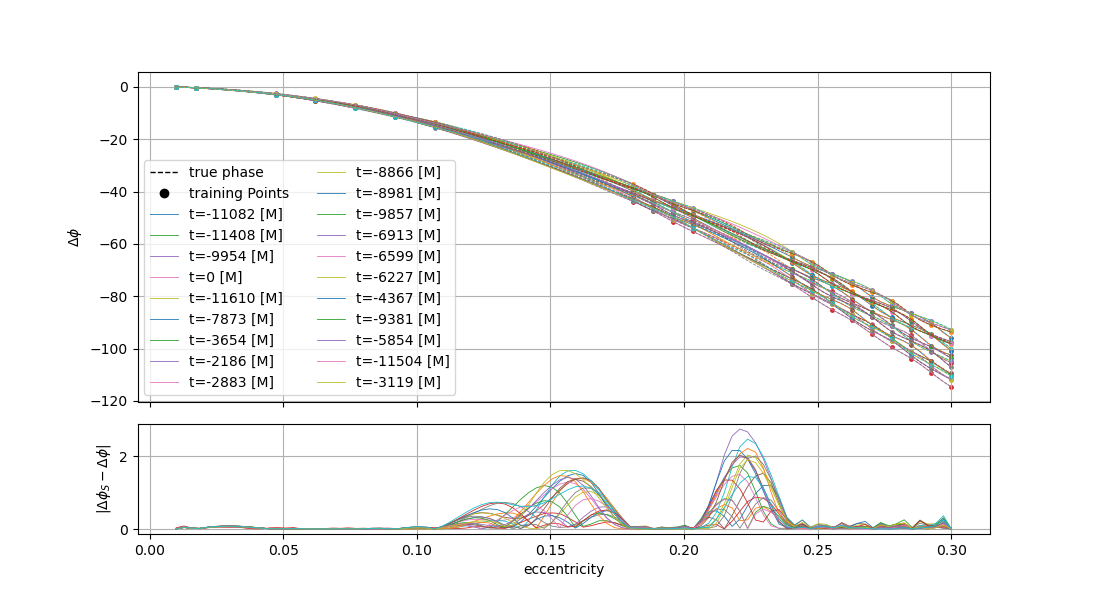 0
−20
−40
−60
−80
−100
−120
Δϕ
true phase
training Points
t=-11082 [M]
t=-11408 [M]
t=-9954 [M]
t=0 [M]
t=-11610 [M]
t=-7873 [M]
t=-3654 [M]
t=-2186 [M]
t=-2883 [M]
t=-8866 [M]
t=-8981 [M]
t=-9857 [M]
t=-6913 [M]
t=-6599 [M]
t=-6227 [M]
t=-4367 [M]
t=-9381 [M]
t=-5854 [M]
t=-11504 [M]
t=-3119 [M]
2
0
|Δϕ_S − Δϕ|
0.00 0.05 0.10 0.15 0.20 0.25 0.30
eccentricity